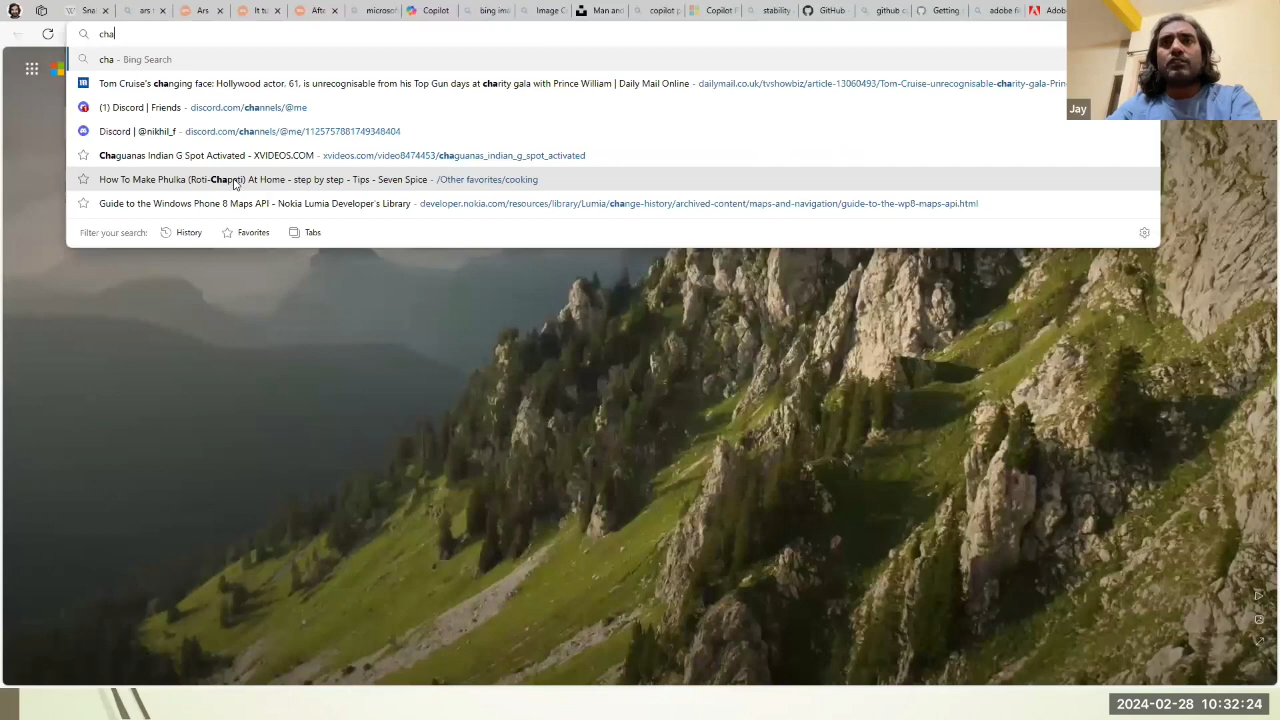 Sna
ars t
Ars
It tu
Afte
microso
Copilot
bing ima
Image C
Man and
copilot p
Copilot F
stability
GitHub -
github co
Getting
adobe fi
Adob
cha
cha - Bing Search
Tom Cruise's changing face: Hollywood actor, 61, is unrecognisable from his Top Gun days at charity gala with Prince William | Daily Mail Online - dailymail.co.uk/tvshowbiz/article-13060493/Tom-Cruise-unrecognisable-charity-gala-Prin
(1) Discord | Friends - discord.com/channels/@me
Discord | @nikhil_f - discord.com/channels/@me/1125757881749348404
Chaguanas Indian G Spot Activated - XVIDEOS.COM - xvideos.com/video8474453/chaguanas_indian_g_spot_activated
How To Make Phulka (Roti-Chapati) At Home - step by step - Tips - Seven Spice - /Other favorites/cooking
Guide to the Windows Phone 8 Maps API - Nokia Lumia Developer's Library - developer.nokia.com/resources/library/Lumia/change-history/archived-content/maps-and-navigation/guide-to-the-wp8-maps-api.html
Filter your search: History Favorites Tabs
Jay
2024-02-28 10:32:24